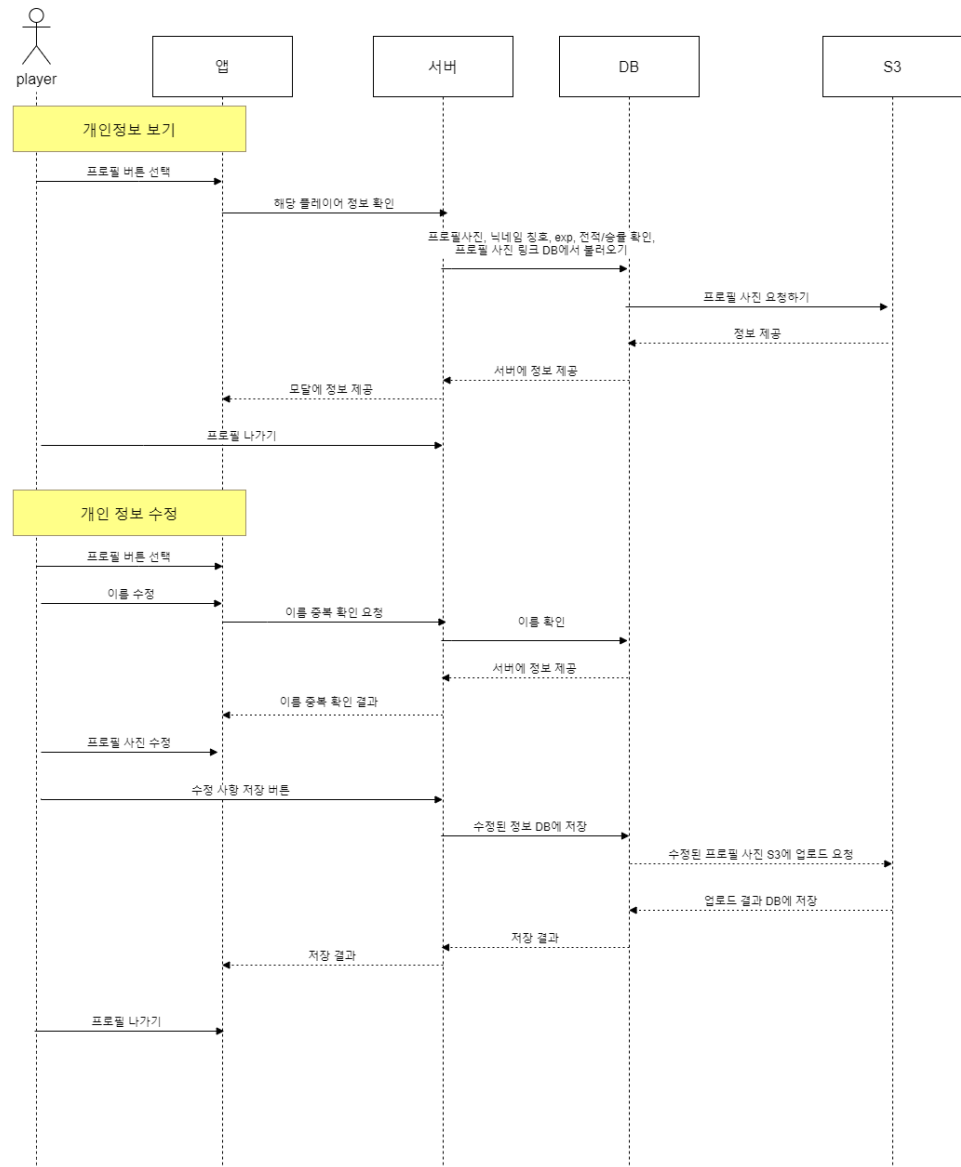 player
앱
서버
DB
S3
개인정보 보기
프로필 버튼 선택
해당 플레이어 정보 확인
프로필사진, 닉네임 칭호, exp, 전적/승률 확인,
프로필 사진 링크 DB에서 불러오기
프로필 사진 요청하기
정보 제공
서버에 정보 제공
모달에 정보 제공
프로필 나가기
개인 정보 수정
프로필 버튼 선택
이름 수정
이름 중복 확인 요청
이름 확인
서버에 정보 제공
이름 중복 확인 결과
프로필 사진 수정
수정 사항 저장 버튼
수정된 정보 DB에 저장
수정된 프로필 사진 S3에 업로드 요청
업로드 결과 DB에 저장
저장 결과
저장 결과
프로필 나가기